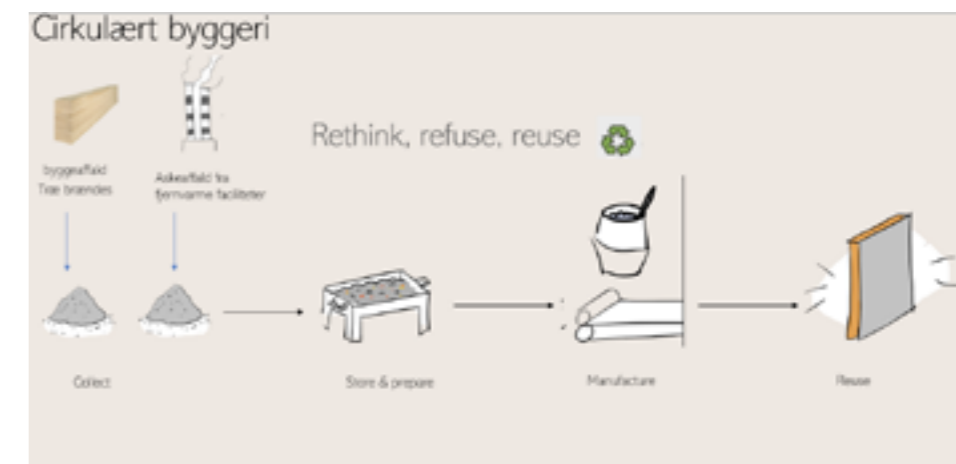 Cirkulært byggeri
Rethink, refuse, reuse
byggeaffald
Træ brændes
Askeaffald fra
fjernvarme faciliteter
Collect
Store & prepare
Manufacture
Reuse